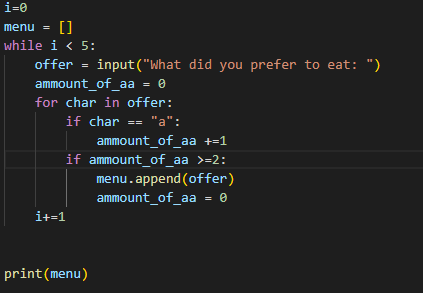 i=0
menu = []
while i < 5:
    offer = input("What did you prefer to eat: ")
    ammount_of_aa = 0
    for char in offer:
        if char == "a":
            ammount_of_aa +=1
        if ammount_of_aa >=2:
            menu.append(offer)
            ammount_of_aa = 0
    i+=1
print(menu)